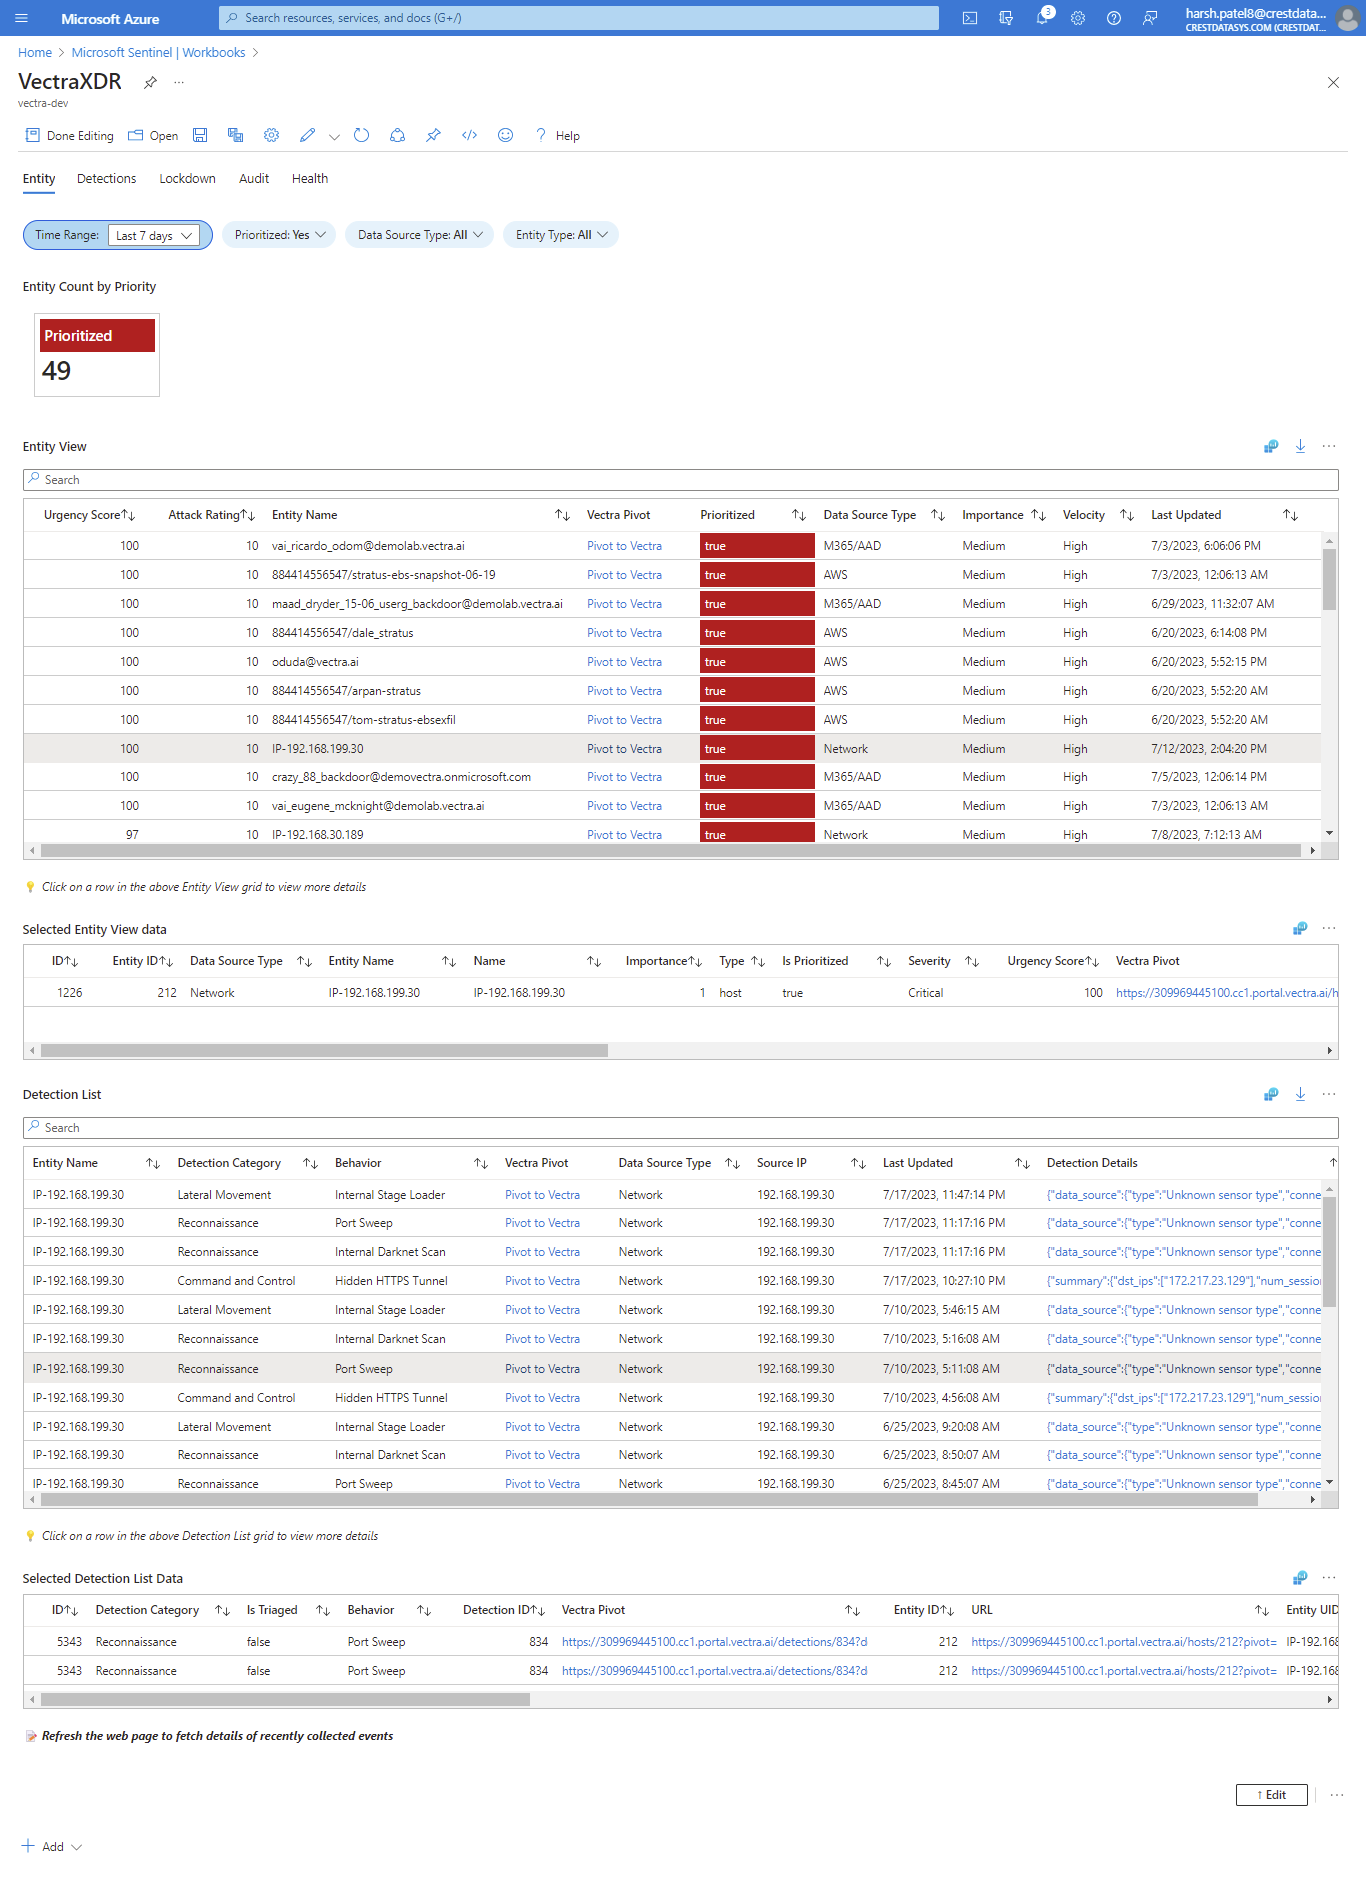 Microsoft Azure
Search resources, services, and docs (G+/)
3
harsh.patel8@crestdata...
CRESTDATASYS.COM (CRESTDAT...
Home > Microsoft Sentinel | Workbooks >
VectraXDR
vectra-dev
Done Editing Open Help
Entity Detections Lockdown Audit Health
Time Range: Last 7 days Prioritized: Yes Data Source Type: All Entity Type: All
Entity Count by Priority
Prioritized
49
Entity View
Search
Urgency Score Attack Rating Entity Name Vectra Pivot Prioritized Data Source Type Importance Velocity Last Updated
100 10 vai_ricardo_odom@demolab.vectra.ai Pivot to Vectra true M365/AAD Medium High 7/3/2023, 6:06:06 PM
100 10 884414556547/stratus-ebs-snapshot-06-19 Pivot to Vectra true AWS Medium High 7/3/2023, 12:06:13 AM
100 10 maad_dryder_15-06_userg_backdoor@demolab.vectra.ai Pivot to Vectra true M365/AAD Medium High 6/29/2023, 11:32:07 AM
100 10 884414556547/dale_stratus Pivot to Vectra true AWS Medium High 6/20/2023, 6:14:08 PM
100 10 oduda@vectra.ai Pivot to Vectra true AWS Medium High 6/20/2023, 5:52:15 PM
100 10 884414556547/arpan-stratus Pivot to Vectra true AWS Medium High 6/20/2023, 5:52:20 AM
100 10 884414556547/tom-stratus-ebsexfil Pivot to Vectra true AWS Medium High 6/20/2023, 5:52:20 AM
100 10 IP-192.168.199.30 Pivot to Vectra true Network Medium High 7/12/2023, 2:04:20 PM
100 10 crazy_88_backdoor@demovectra.onmicrosoft.com Pivot to Vectra true M365/AAD Medium High 7/5/2023, 12:06:14 PM
100 10 vai_eugene_mcknight@demolab.vectra.ai Pivot to Vectra true M365/AAD Medium High 7/3/2023, 12:06:13 AM
97 10 IP-192.168.30.189 Pivot to Vectra true Network Medium High 7/8/2023, 7:12:13 AM
Click on a row in the above Entity View grid to view more details
Selected Entity View data
ID Entity ID Data Source Type Entity Name Name Importance Type Is Prioritized Severity Urgency Score Vectra Pivot
1226 212 Network IP-192.168.199.30 IP-192.168.199.30 1 host true Critical 100 https://309969445100.cc1.portal.vectra.ai/h
Detection List
Search
Entity Name Detection Category Behavior Vectra Pivot Data Source Type Source IP Last Updated Detection Details
IP-192.168.199.30 Lateral Movement Internal Stage Loader Pivot to Vectra Network 192.168.199.30 7/17/2023, 11:47:14 PM {"data_source":{"type":"Unknown sensor type","conne
IP-192.168.199.30 Reconnaissance Port Sweep Pivot to Vectra Network 192.168.199.30 7/17/2023, 11:17:16 PM {"data_source":{"type":"Unknown sensor type","conne
IP-192.168.199.30 Reconnaissance Internal Darknet Scan Pivot to Vectra Network 192.168.199.30 7/17/2023, 11:17:16 PM {"data_source":{"type":"Unknown sensor type","conne
IP-192.168.199.30 Command and Control Hidden HTTPS Tunnel Pivot to Vectra Network 192.168.199.30 7/17/2023, 10:27:10 PM {"summary":{"dst_ips":["172.217.23.129"],"num_session
IP-192.168.199.30 Lateral Movement Internal Stage Loader Pivot to Vectra Network 192.168.199.30 7/10/2023, 5:46:15 AM {"data_source":{"type":"Unknown sensor type","conne
IP-192.168.199.30 Reconnaissance Internal Darknet Scan Pivot to Vectra Network 192.168.199.30 7/10/2023, 5:16:08 AM {"data_source":{"type":"Unknown sensor type","conne
IP-192.168.199.30 Reconnaissance Port Sweep Pivot to Vectra Network 192.168.199.30 7/10/2023, 5:11:08 AM {"data_source":{"type":"Unknown sensor type","conne
IP-192.168.199.30 Command and Control Hidden HTTPS Tunnel Pivot to Vectra Network 192.168.199.30 7/10/2023, 4:56:08 AM {"summary":{"dst_ips":["172.217.23.129"],"num_session
IP-192.168.199.30 Lateral Movement Internal Stage Loader Pivot to Vectra Network 192.168.199.30 6/25/2023, 9:20:08 AM {"data_source":{"type":"Unknown sensor type","conne
IP-192.168.199.30 Reconnaissance Internal Darknet Scan Pivot to Vectra Network 192.168.199.30 6/25/2023, 8:50:07 AM {"data_source":{"type":"Unknown sensor type","conne
IP-192.168.199.30 Reconnaissance Port Sweep Pivot to Vectra Network 192.168.199.30 6/25/2023, 8:45:07 AM {"data_source":{"type":"Unknown sensor type","conne
Click on a row in the above Detection List grid to view more details
Selected Detection List Data
ID Detection Category Is Triaged Behavior Detection ID Vectra Pivot Entity ID URL Entity UID
5343 Reconnaissance false Port Sweep 834 https://309969445100.cc1.portal.vectra.ai/detections/834?d 212 https://309969445100.cc1.portal.vectra.ai/hosts/212?pivot= IP-192.168
5343 Reconnaissance false Port Sweep 834 https://309969445100.cc1.portal.vectra.ai/detections/834?d 212 https://309969445100.cc1.portal.vectra.ai/hosts/212?pivot= IP-192.168
Refresh the web page to fetch details of recently collected events
↑ Edit
Add